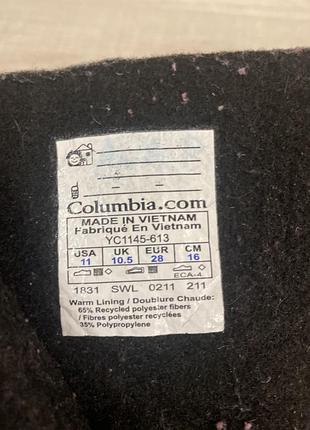 Columbia.com
MADE IN VIETNAM
Fabriqué En Vietnam
YC1145-613
USA UK EUR CM
11 10.5 28 16
ECA-4
1831 SWL 0211 211
Warm Lining / Doublure Chaude:
65% Recycled polyester fibers
/ Fibres polyester recyclées
35% Polypropylene